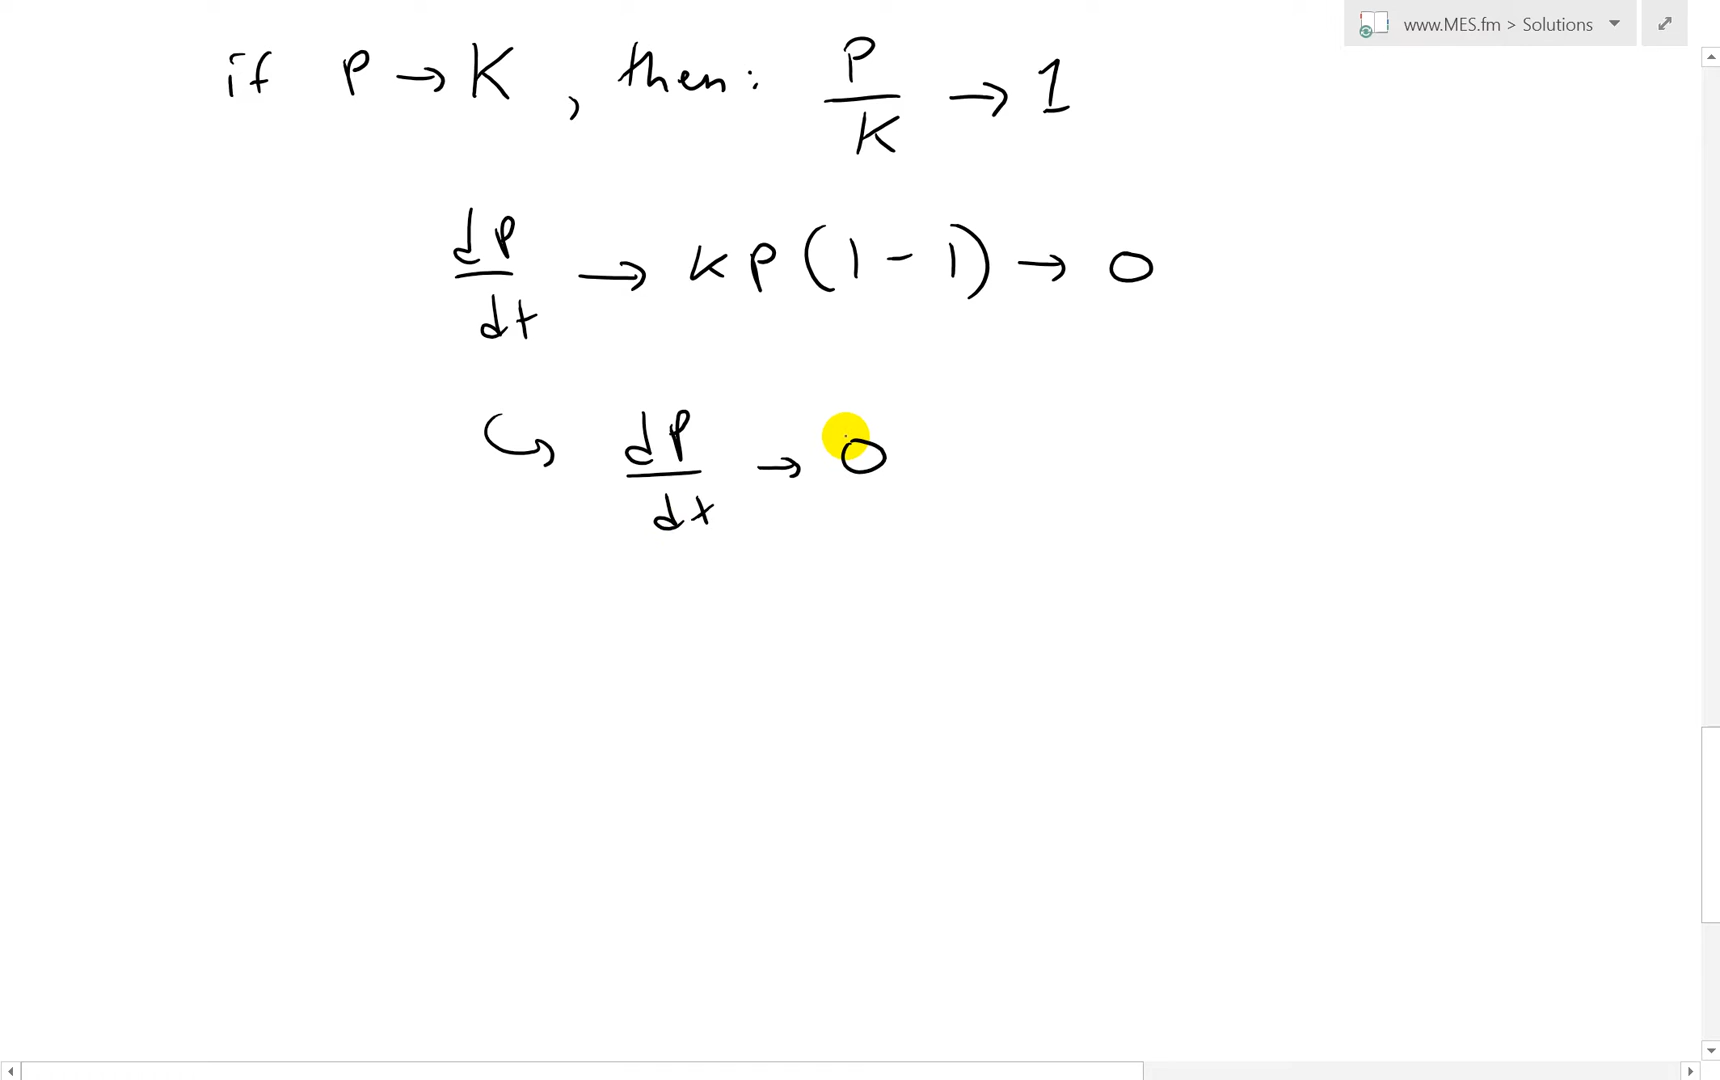 www.MES.fm > Solutions
if P → K, then: P/K → 1
dP/dt → kP(1 - 1) → 0
↪ dP/dt → 0